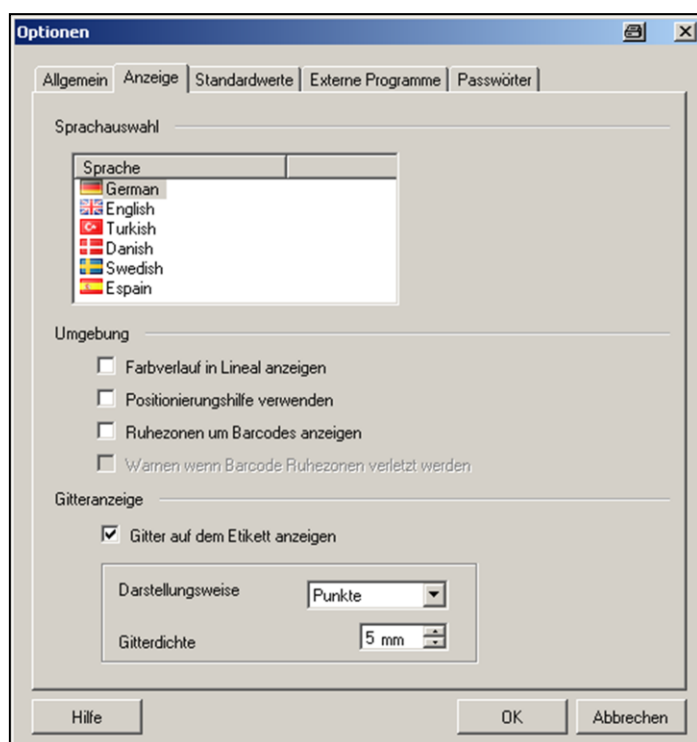 Optionen
Allgemein Anzeige Standardwerte Externe Programme Passwörter
Sprachauswahl
Sprache
German
English
Turkish
Danish
Swedish
Espain
Umgebung
Farbverlauf in Lineal anzeigen
Positionierungshilfe verwenden
Ruhezonen um Barcodes anzeigen
Warnen wenn Barcode Ruhezonen verletzt werden
Gitteranzeige
Gitter auf dem Etikett anzeigen
Darstellungsweise Punkte
Gitterdichte 5 mm
Hilfe OK Abbrechen